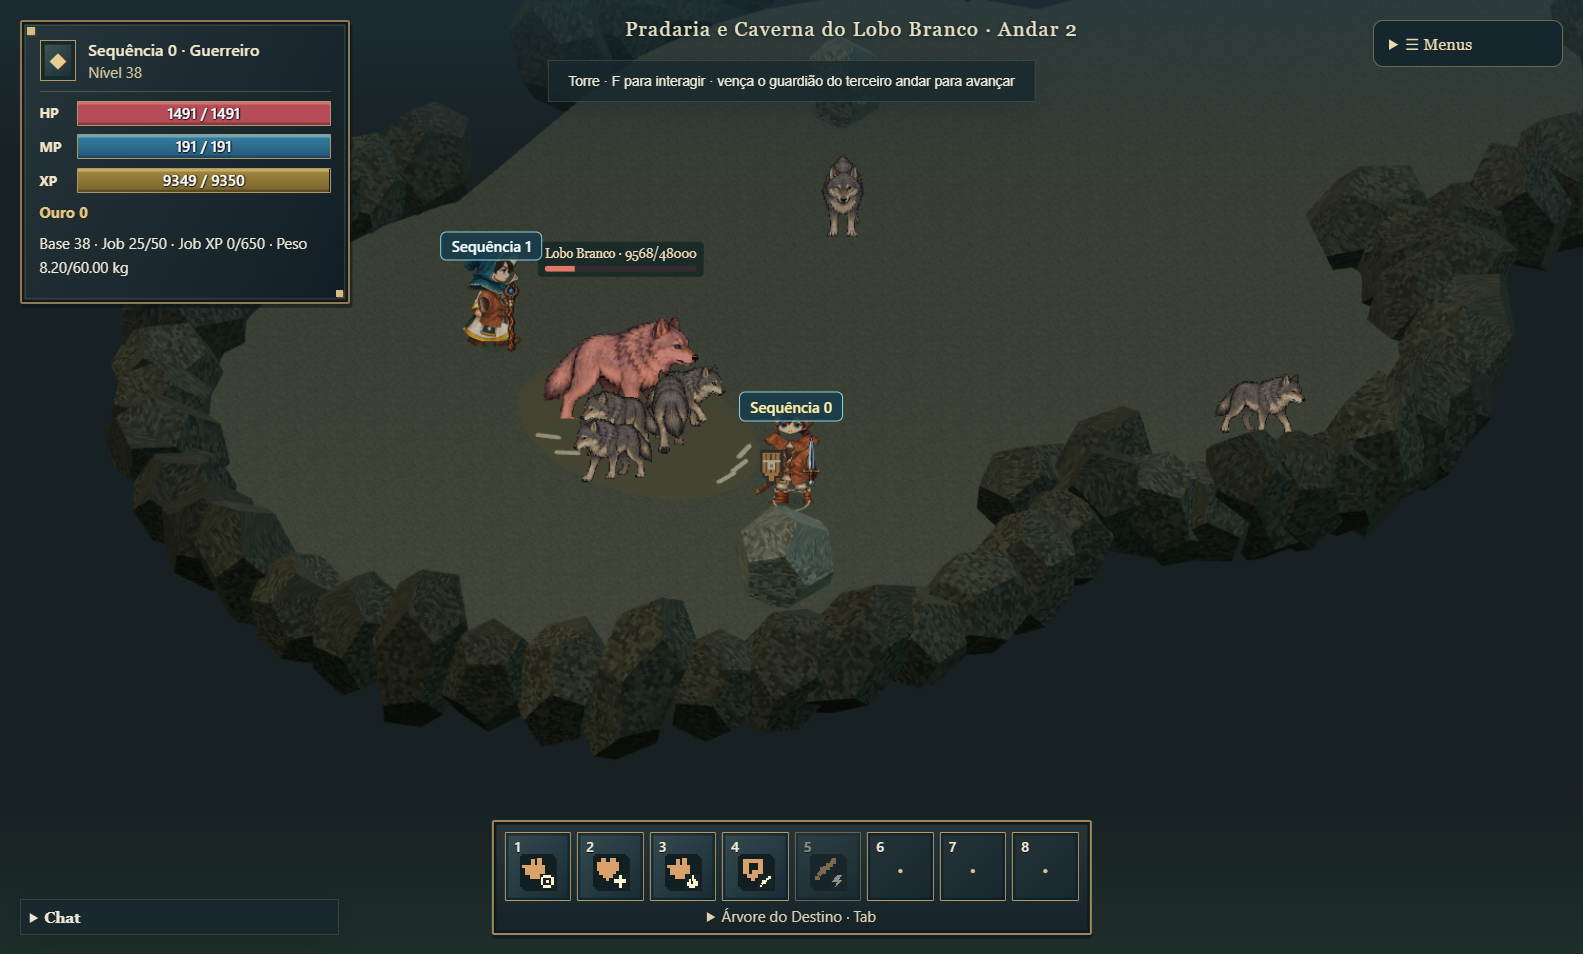 Pradaria e Caverna do Lobo Branco · Andar 2
Torre · F para interagir · vença o guardião do terceiro andar para avançar
☰ Menus
Sequência 0 · Guerreiro
Nível 38
HP 1491 / 1491
MP 191 / 191
XP 9349 / 9350
Ouro 0
Base 38 · Job 25/50 · Job XP 0/650 · Peso
8.20/60.00 kg
Sequência 1
Lobo Branco · 9568/48000
Sequência 0
1 2 3 4 5 6 7 8
Árvore do Destino · Tab
Chat